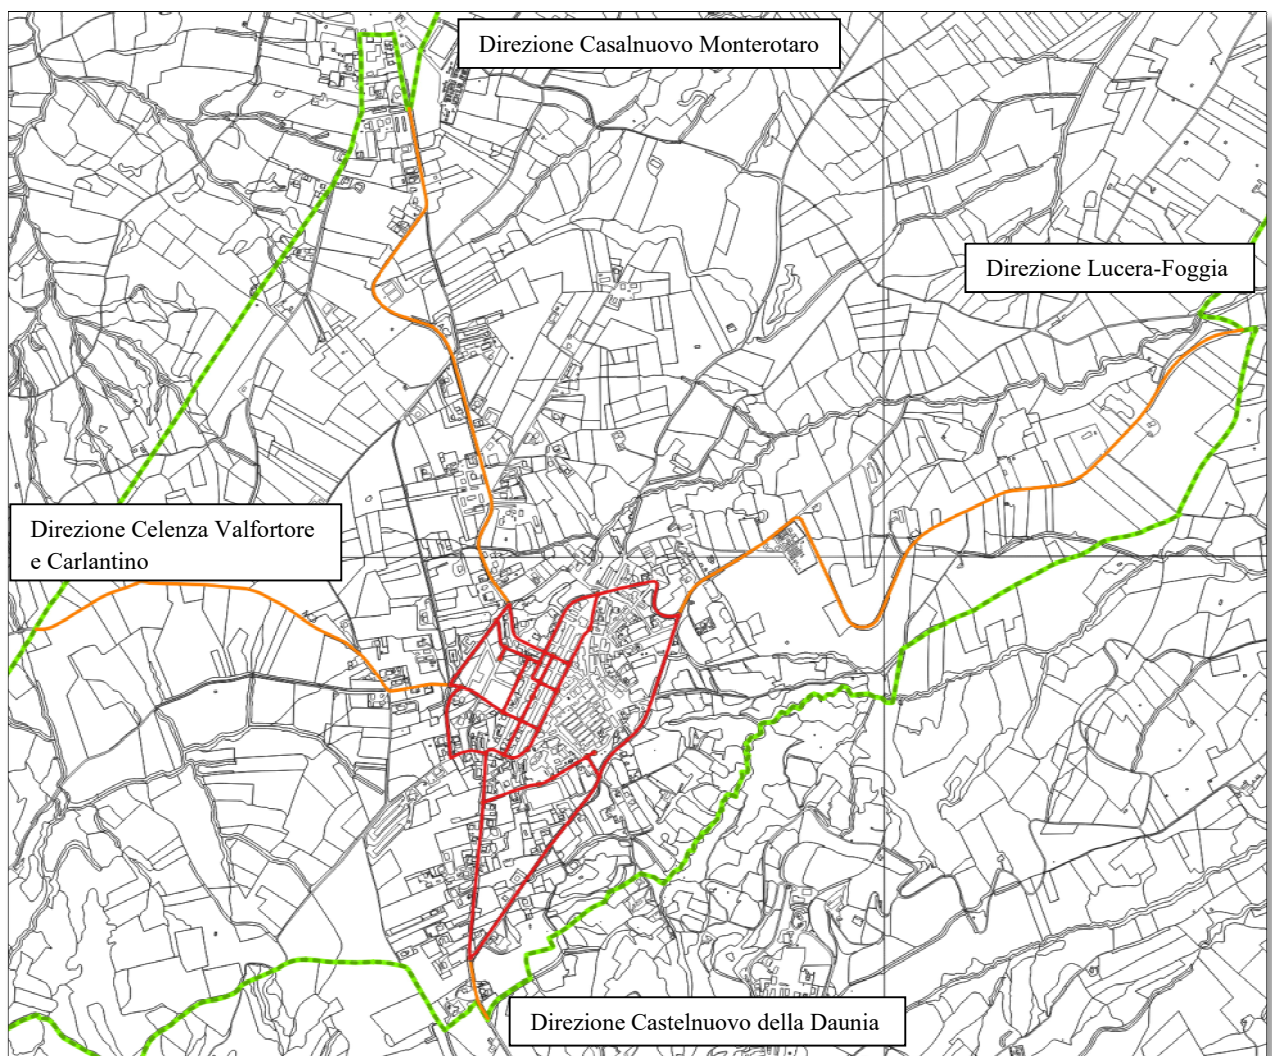 Direzione Casalnuovo Monterotaro
Direzione Lucera-Foggia
Direzione Celenza Valfortore
e Carlantino
Direzione Castelnuovo della Daunia